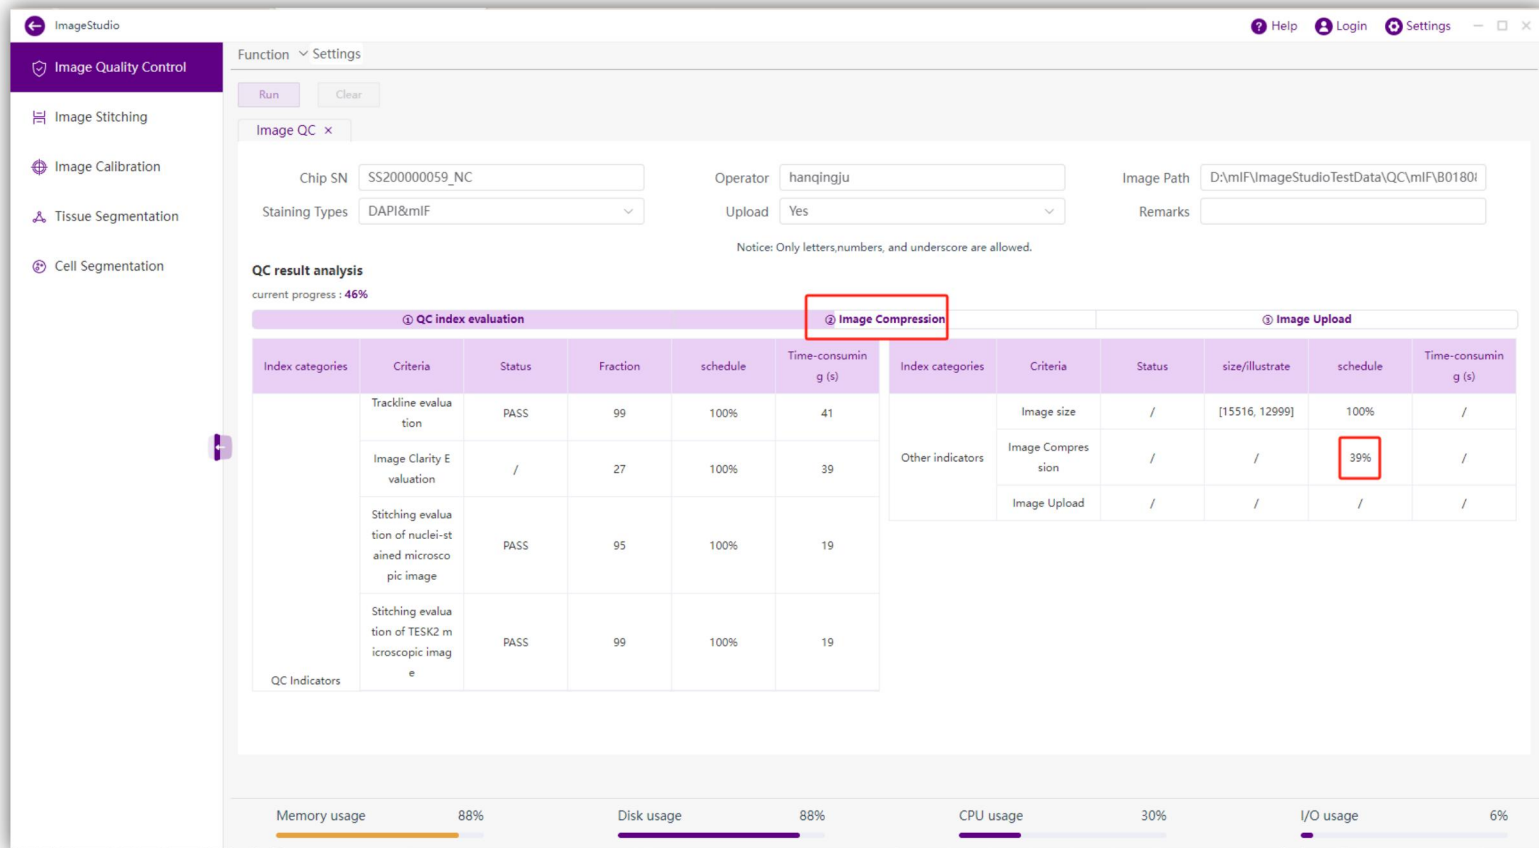 ImageStudio
Help
Login
Settings
Image Quality Control
Image Stitching
Image Calibration
Tissue Segmentation
Cell Segmentation
Function
Settings
Run
Clear
Image QC ×
Chip SN
SS200000059_NC
Operator
hanqingju
Image Path
D:\mIF\ImageStudioTestData\QC\mIF\B0180
Staining Types
DAPI&mIF
Upload
Yes
Remarks
Notice: Only letters,numbers, and underscore are allowed.
QC result analysis
current progress : 46%
① QC index evaluation
② Image Compression
③ Image Upload
Index categories
Criteria
Status
Fraction
schedule
Time-consumin
g (s)
Trackline evalua
tion
PASS
99
100%
41
Image Clarity E
valuation
/
27
100%
39
Stitching evalua
tion of nuclei-st
ained microsco
pic image
PASS
95
100%
19
Stitching evalua
tion of TESK2 m
icroscopic imag
e
PASS
99
100%
19
QC Indicators
Index categories
Criteria
Status
size/illustrate
schedule
Time-consumin
g (s)
Image size
/
[15516, 12999]
100%
/
Other indicators
Image Compres
sion
/
/
39%
/
Image Upload
/
/
/
/
Memory usage
88%
Disk usage
88%
CPU usage
30%
I/O usage
6%